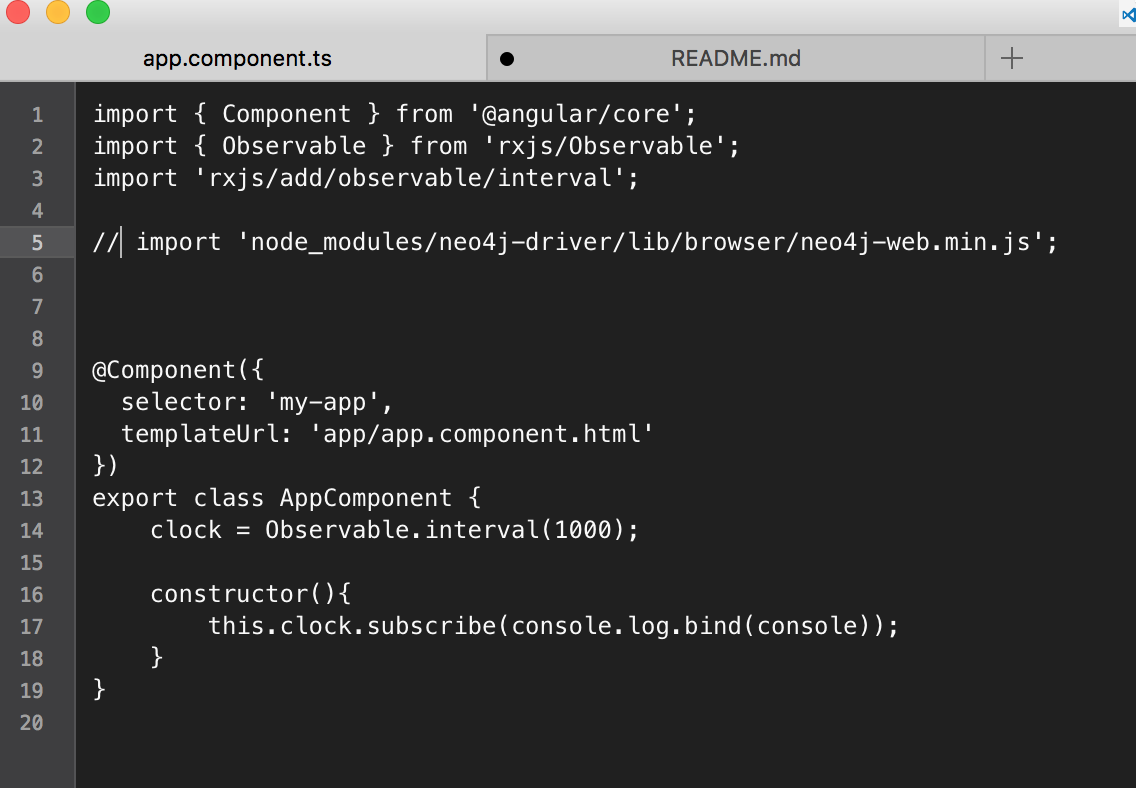 app.component.ts
README.md
1 import { Component } from '@angular/core';
2 import { Observable } from 'rxjs/Observable';
3 import 'rxjs/add/observable/interval';
4
5 // import 'node_modules/neo4j-driver/lib/browser/neo4j-web.min.js';
6
7
8
9 @Component({
10   selector: 'my-app',
11   templateUrl: 'app/app.component.html'
12 })
13 export class AppComponent {
14     clock = Observable.interval(1000);
15
16     constructor(){
17         this.clock.subscribe(console.log.bind(console));
18     }
19 }
20